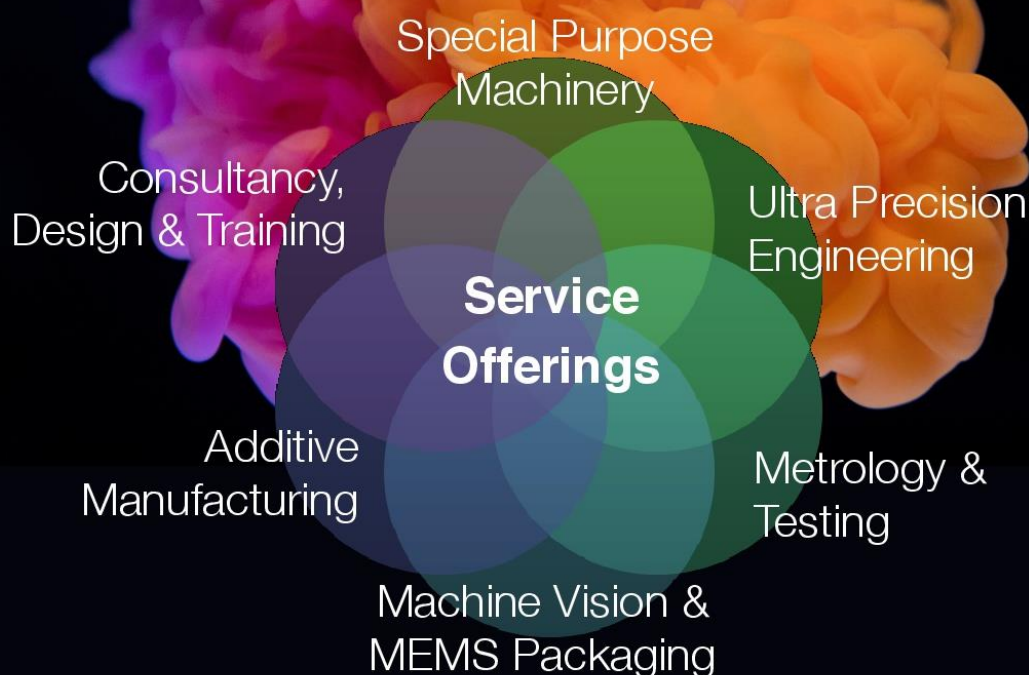 Special Purpose
Machinery
Consultancy,
Design & Training
Ultra Precision
Engineering
Service
Offerings
Additive
Manufacturing
Metrology &
Testing
Machine Vision &
MEMS Packaging